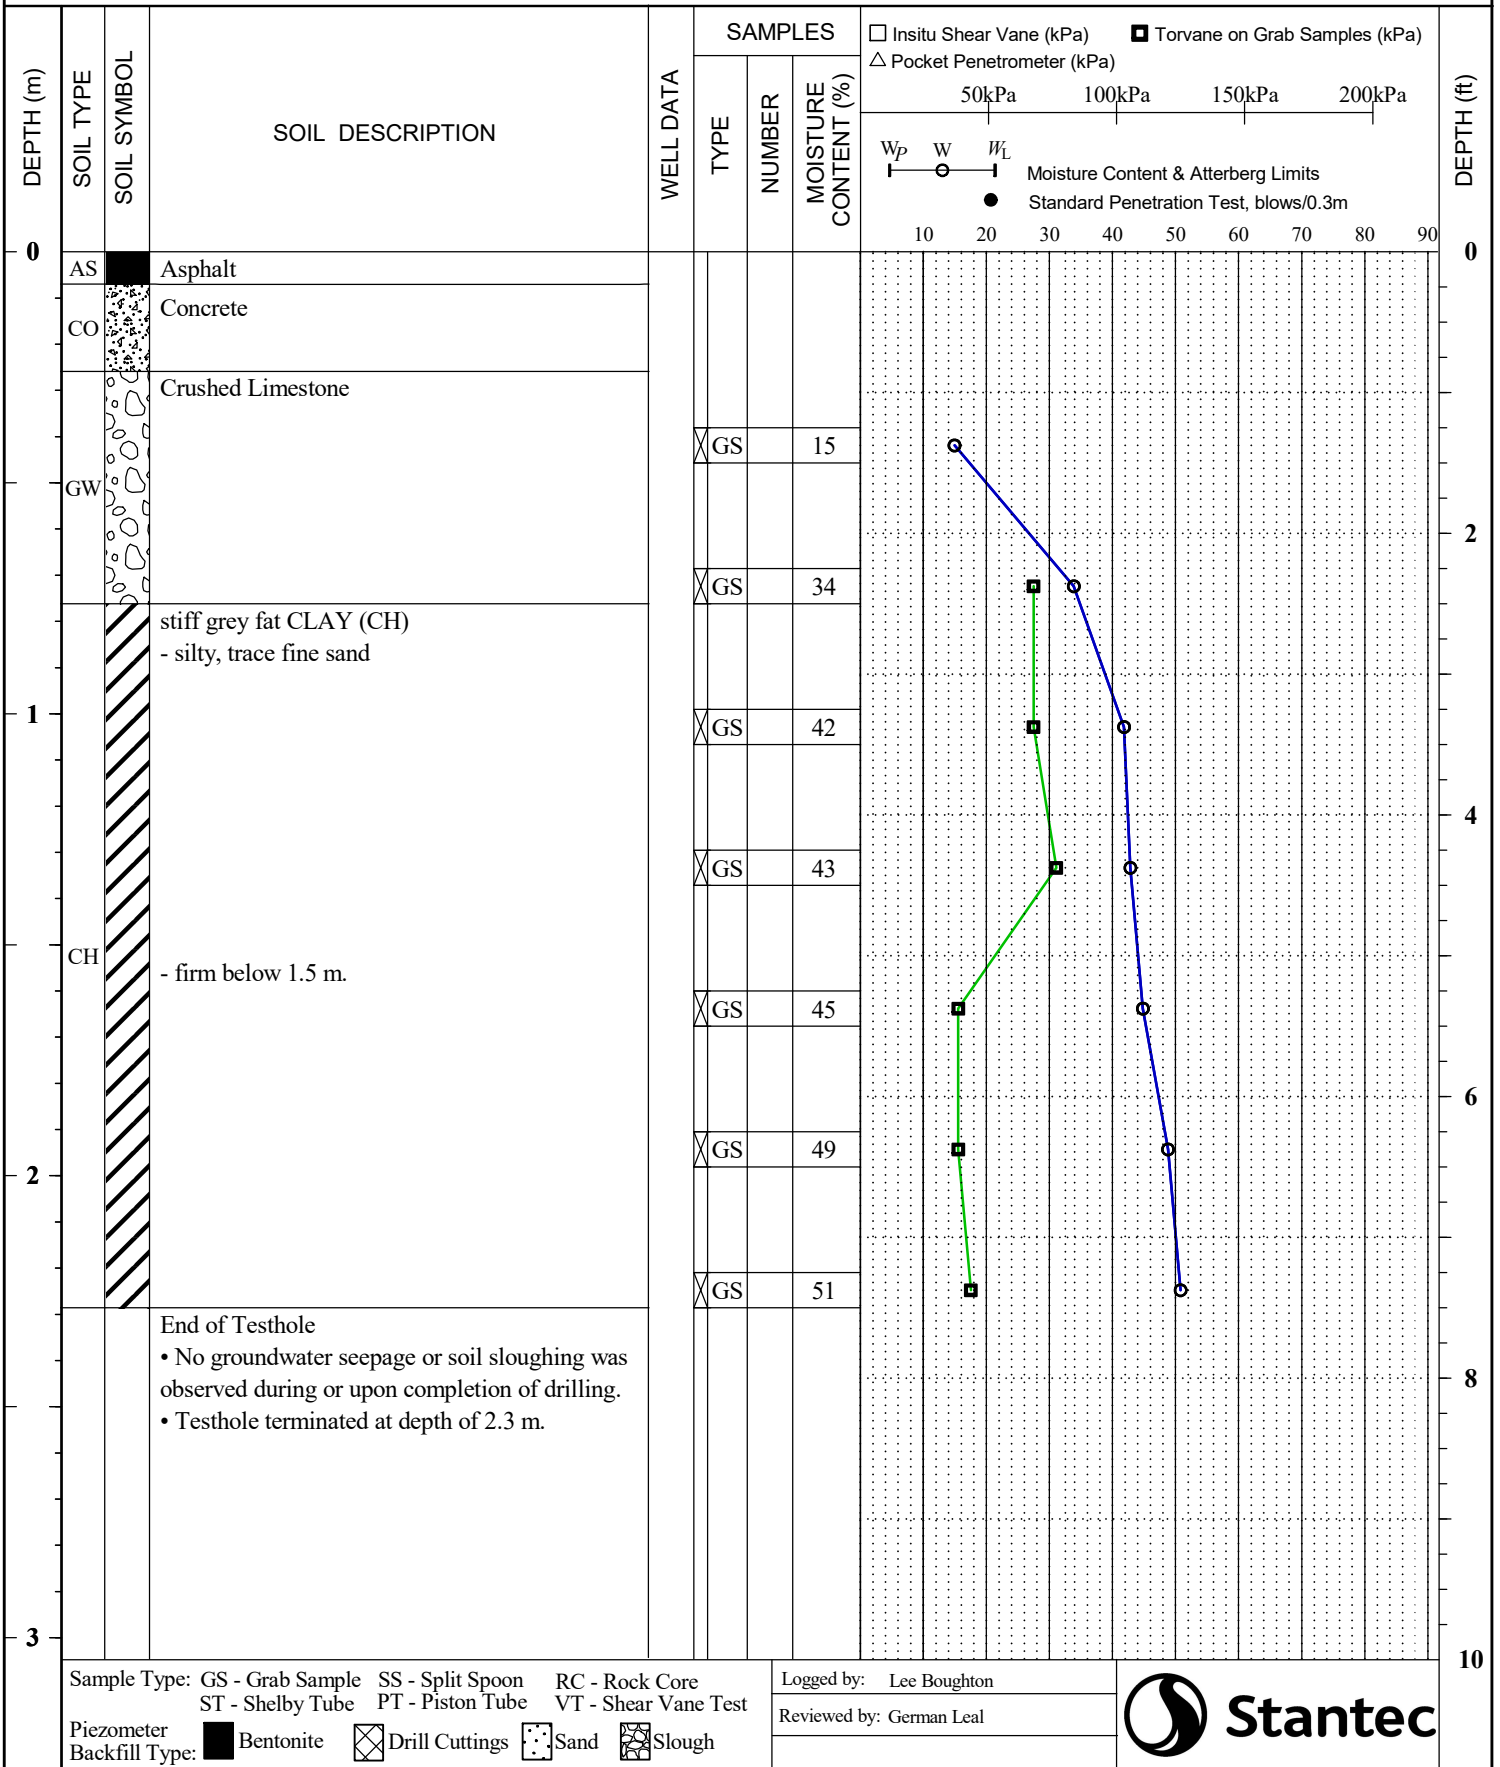 DEPTH (m)
SOIL TYPE
SOIL SYMBOL
SOIL DESCRIPTION
WELL DATA
SAMPLES
TYPE
NUMBER
MOISTURE
CONTENT (%)
Insitu Shear Vane (kPa) Torvane on Grab Samples (kPa)
Pocket Penetrometer (kPa)
50kPa 100kPa 150kPa 200kPa
WP W WL
Moisture Content & Atterberg Limits
Standard Penetration Test, blows/0.3m
10 20 30 40 50 60 70 80 90
DEPTH (ft)
0 0
AS Asphalt
CO Concrete
Crushed Limestone
GS 15
GW
2
GS 34
stiff grey fat CLAY (CH)
- silty, trace fine sand
1
GS 42
4
GS 43
CH
- firm below 1.5 m.
GS 45
6
GS 49
2
GS 51
End of Testhole
• No groundwater seepage or soil sloughing was
observed during or upon completion of drilling.
• Testhole terminated at depth of 2.3 m.
8
3
10
Sample Type: GS - Grab Sample SS - Split Spoon RC - Rock Core
ST - Shelby Tube PT - Piston Tube VT - Shear Vane Test
Piezometer
Backfill Type: Bentonite Drill Cuttings Sand Slough
Logged by: Lee Boughton
Reviewed by: German Leal
Stantec